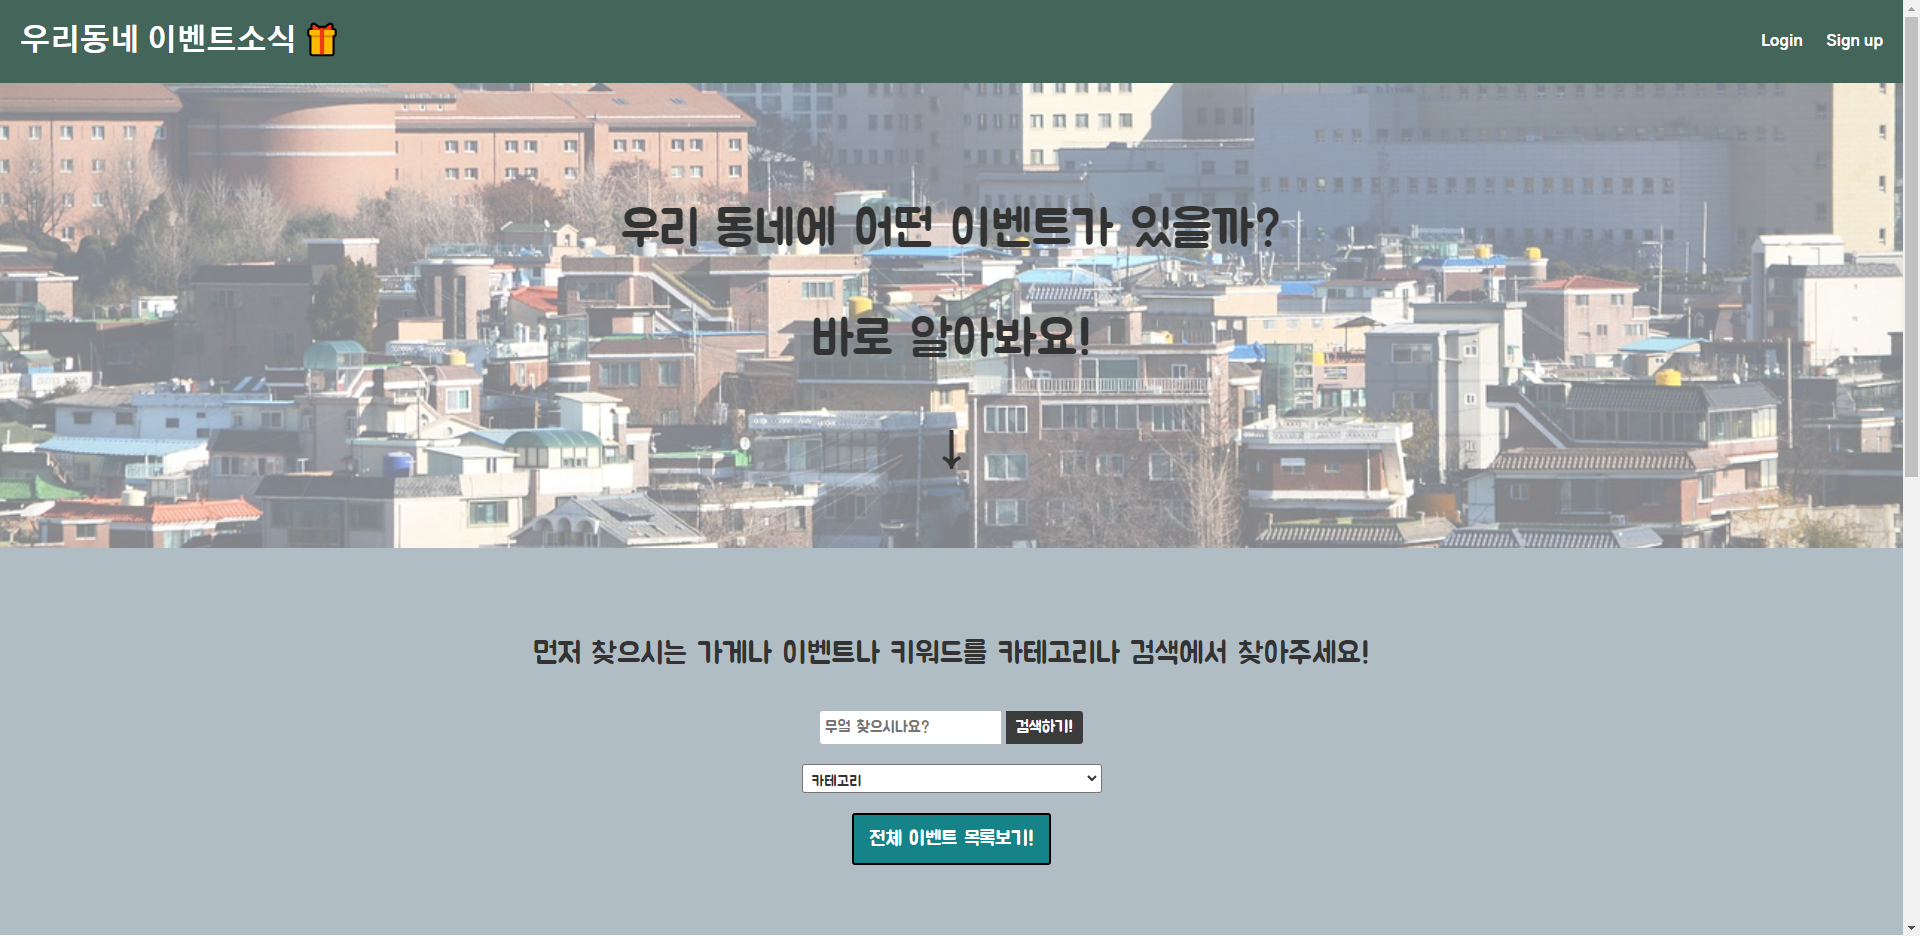 우리동네 이벤트소식
Login Sign up
우리 동네에 어떤 이벤트가 있을까?
바로 알아봐요!
↓
먼저 찾으시는 가게나 이벤트나 키워드를 카테고리나 검색에서 찾아주세요!
무얼 찾으시나요? 검색하기!
카테고리
전체 이벤트 목록보기!